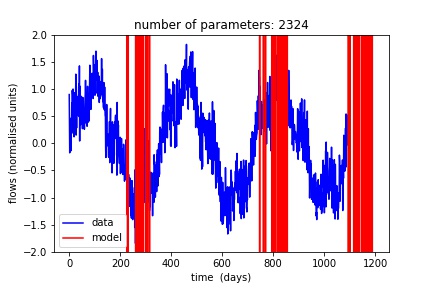 number of parameters: 2324
flows (normalised units)
2.0
1.5
1.0
0.5
0.0
−0.5
−1.0
−1.5
−2.0
data
model
0 200 400 600 800 1000 1200
time (days)